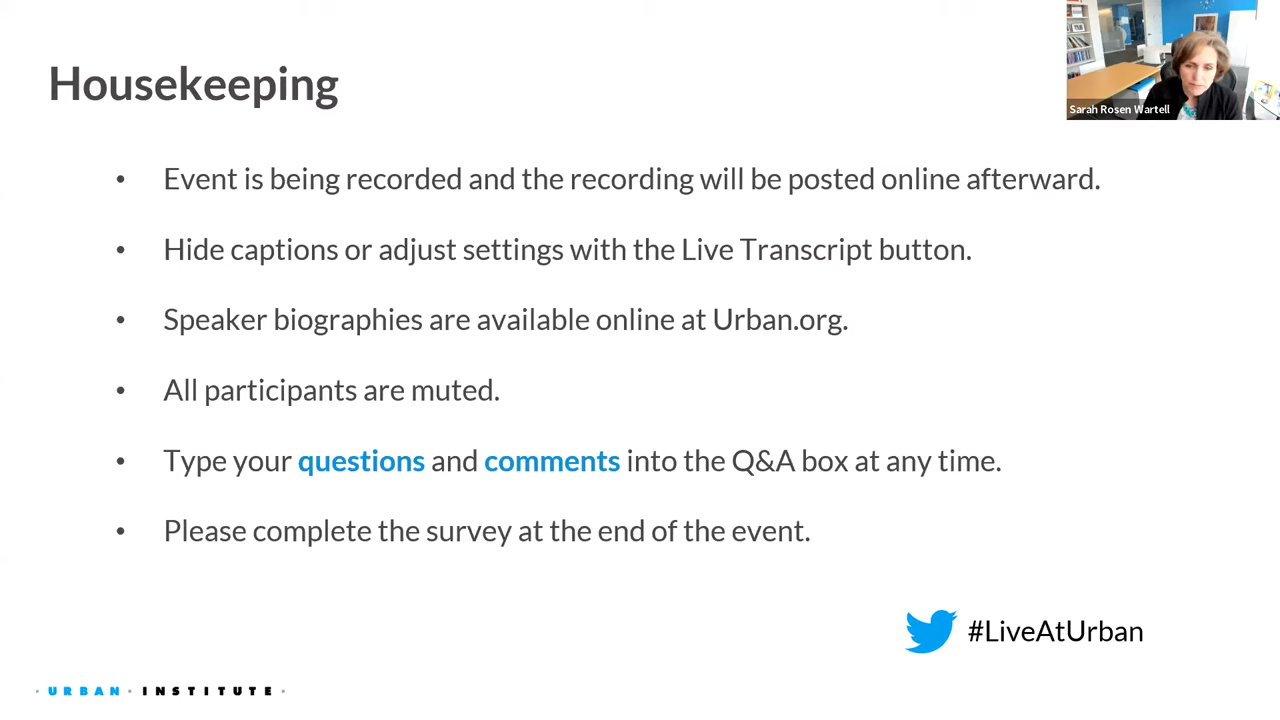 Housekeeping
Sarah Rosen Wartell
• Event is being recorded and the recording will be posted online afterward.
• Hide captions or adjust settings with the Live Transcript button.
• Speaker biographies are available online at Urban.org.
• All participants are muted.
• Type your questions and comments into the Q&A box at any time.
• Please complete the survey at the end of the event.
#LiveAtUrban
· URBAN · INSTITUTE ·